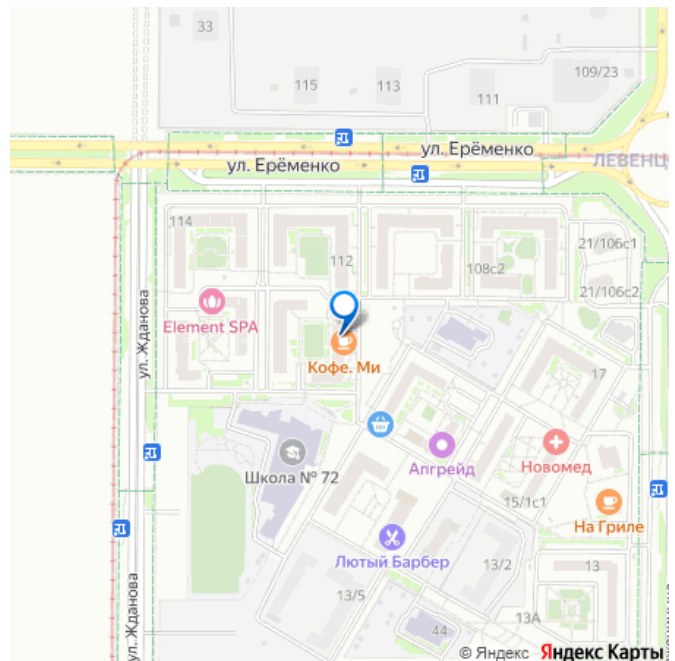 33
115
113
109/23
111
ул. Ерёменко
ул. Ерёменко
ЛЕВЕНЦ
114
112
108с2
21/106с1
21/106с2
Element SPA
ул. Жданова
Кофе. Ми
17
Апгрейд
Новомед
Школа № 72
15/1с1
На Гриле
Лютый Барбер
13/2
13
13/5
13А
44
ул. Жданова
© Яндекс Яндекс Карты